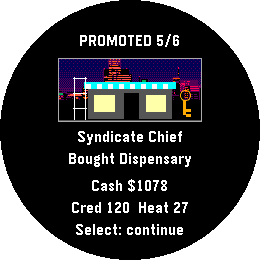 PROMOTED 5/6
Syndicate Chief
Bought Dispensary
Cash $1078
Cred 120 Heat 27
Select: continue